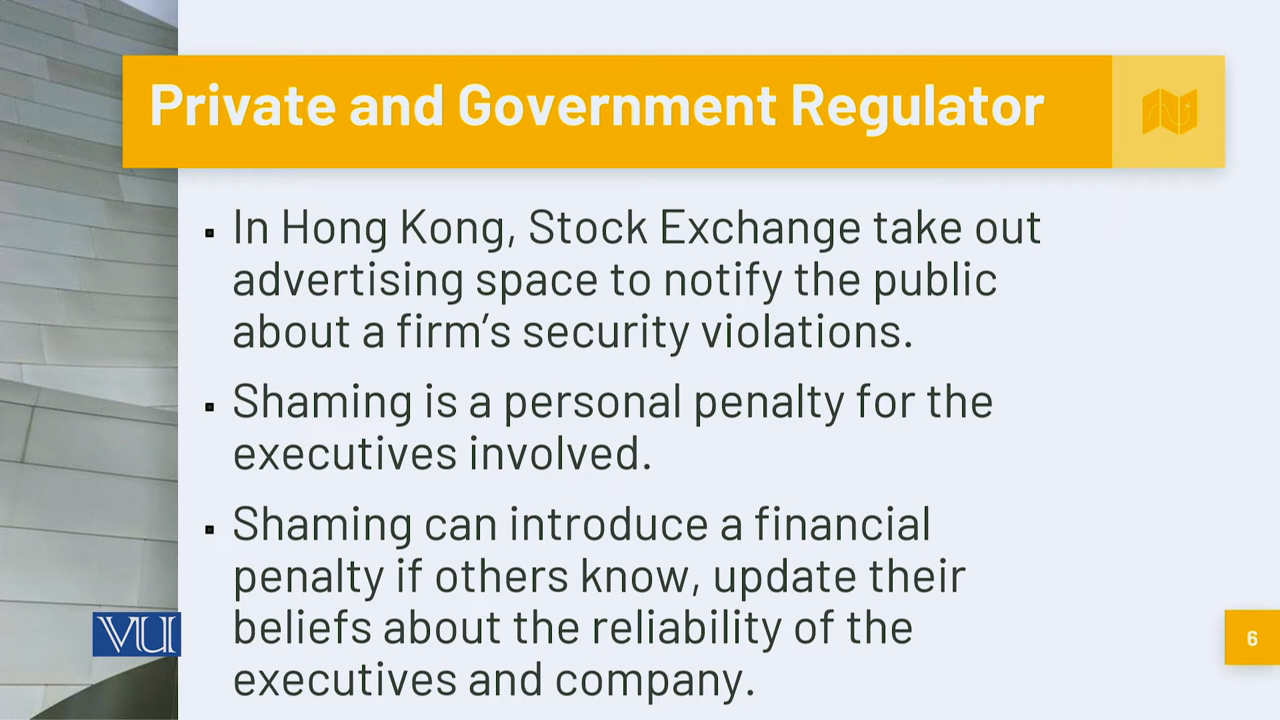 Private and Government Regulator
▪ In Hong Kong, Stock Exchange take out
advertising space to notify the public
about a firm's security violations.
▪ Shaming is a personal penalty for the
executives involved.
▪ Shaming can introduce a financial
penalty if others know, update their
beliefs about the reliability of the
executives and company.
VU
6